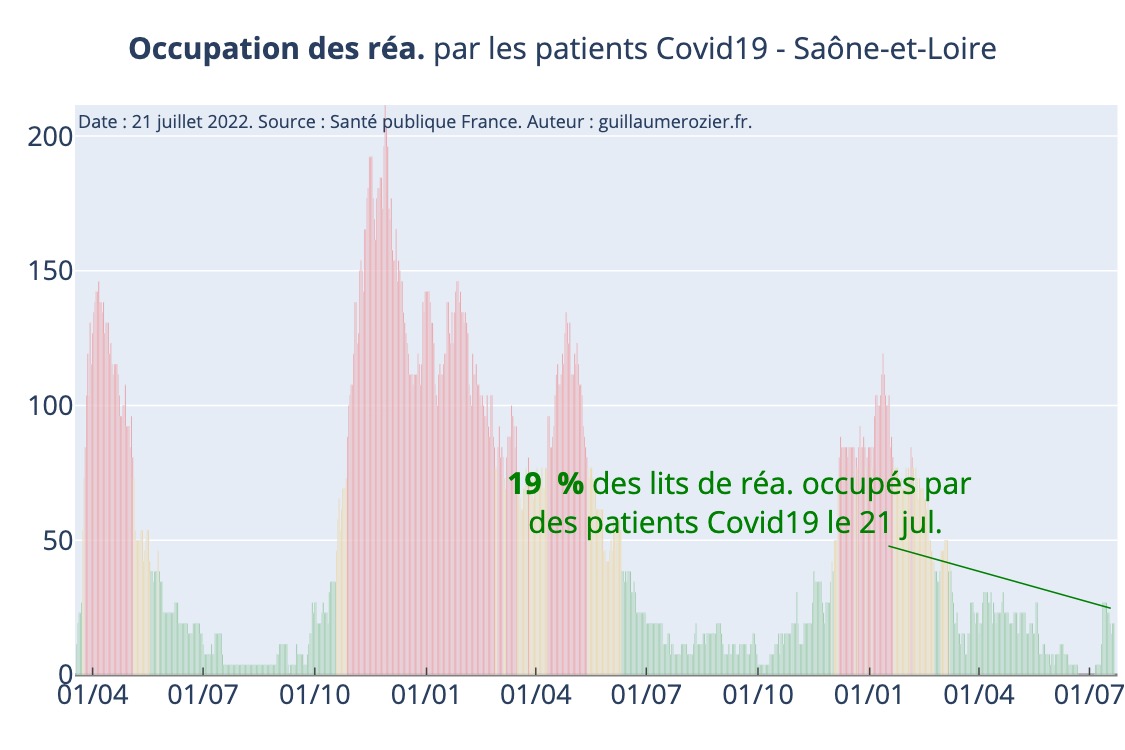 Occupation des réa. par les patients Covid19 - Saône-et-Loire
Date : 21 juillet 2022. Source : Santé publique France. Auteur : guillaumerozier.fr.
200
150
100
19 % des lits de réa. occupés par
des patients Covid19 le 21 jul.
50
0
01/04 01/07 01/10 01/01 01/04 01/07 01/10 01/01 01/04 01/07